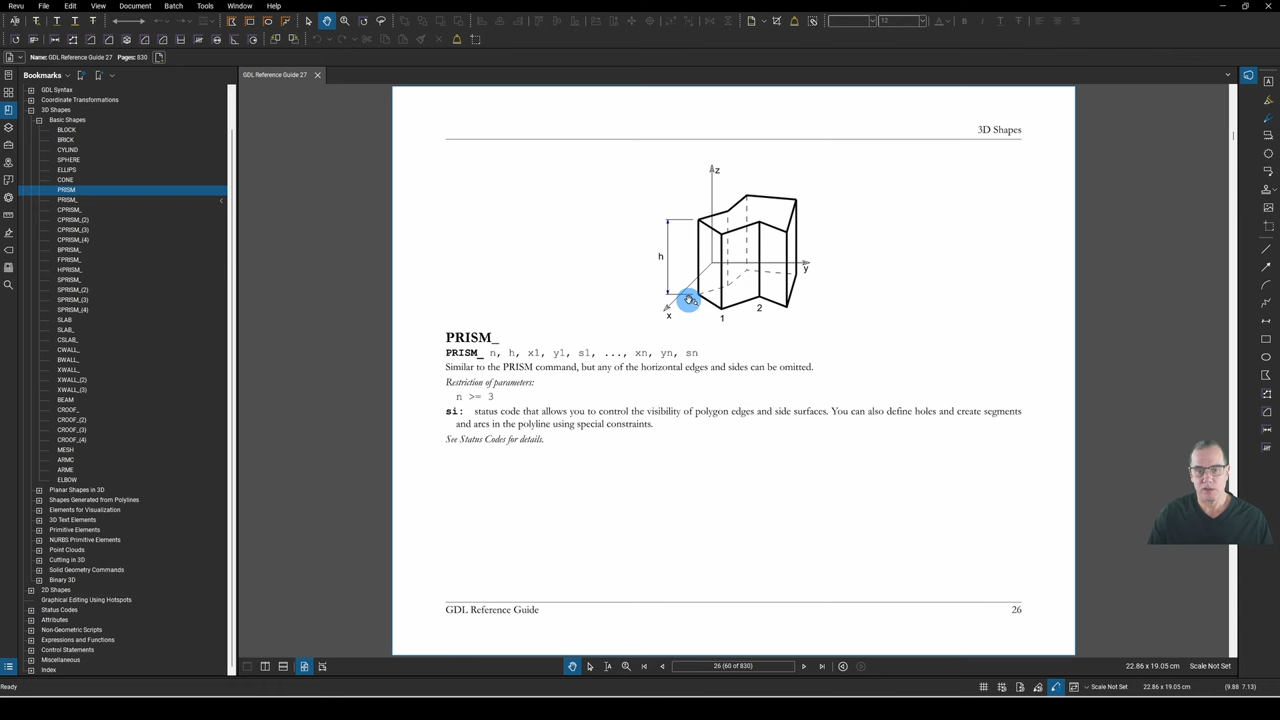 Revu File Edit View Document Batch Tools Window Help
12
Name: GDL Reference Guide 27 Pages: 830
Bookmarks
GDL Reference Guide 27
GDL Syntax
Coordinate Transformations
3D Shapes
Basic Shapes
BLOCK
BRICK
CYLIND
SPHERE
ELLIPS
CONE
PRISM
PRISM_
CPRISM_
CPRISM_(2)
CPRISM_(3)
CPRISM_(4)
BPRISM_
FPRISM_
HPRISM_
SPRISM_
SPRISM_(2)
SPRISM_(3)
SPRISM_(4)
SLAB
SLAB_
CSLAB_
CWALL_
BWALL_
XWALL_
XWALL_(2)
XWALL_(3)
BEAM
CROOF_
CROOF_(2)
CROOF_(3)
CROOF_(4)
MESH
ARMC
ARME
ELBOW
Planar Shapes in 3D
Shapes Generated from Polylines
Elements for Visualization
3D Text Elements
Primitive Elements
NURBS Primitive Elements
Point Clouds
Cutting in 3D
Solid Geometry Commands
Binary 3D
2D Shapes
Graphical Editing Using Hotspots
Status Codes
Attributes
Non-Geometric Scripts
Expressions and Functions
Control Statements
Miscellaneous
Index
3D Shapes
z
h
y
x
1
2
PRISM_
PRISM_ n, h, x1, y1, s1, ..., xn, yn, sn
Similar to the PRISM command, but any of the horizontal edges and sides can be omitted.
Restriction of parameters:
n >= 3
si: status code that allows you to control the visibility of polygon edges and side surfaces. You can also define holes and create segments
and arcs in the polyline using special constraints.
See Status Codes for details.
GDL Reference Guide 26
26 (60 of 830)
22.86 x 19.05 cm Scale Not Set
Ready
Scale Not Set 22.86 x 19.05 cm (9.88 7.13)